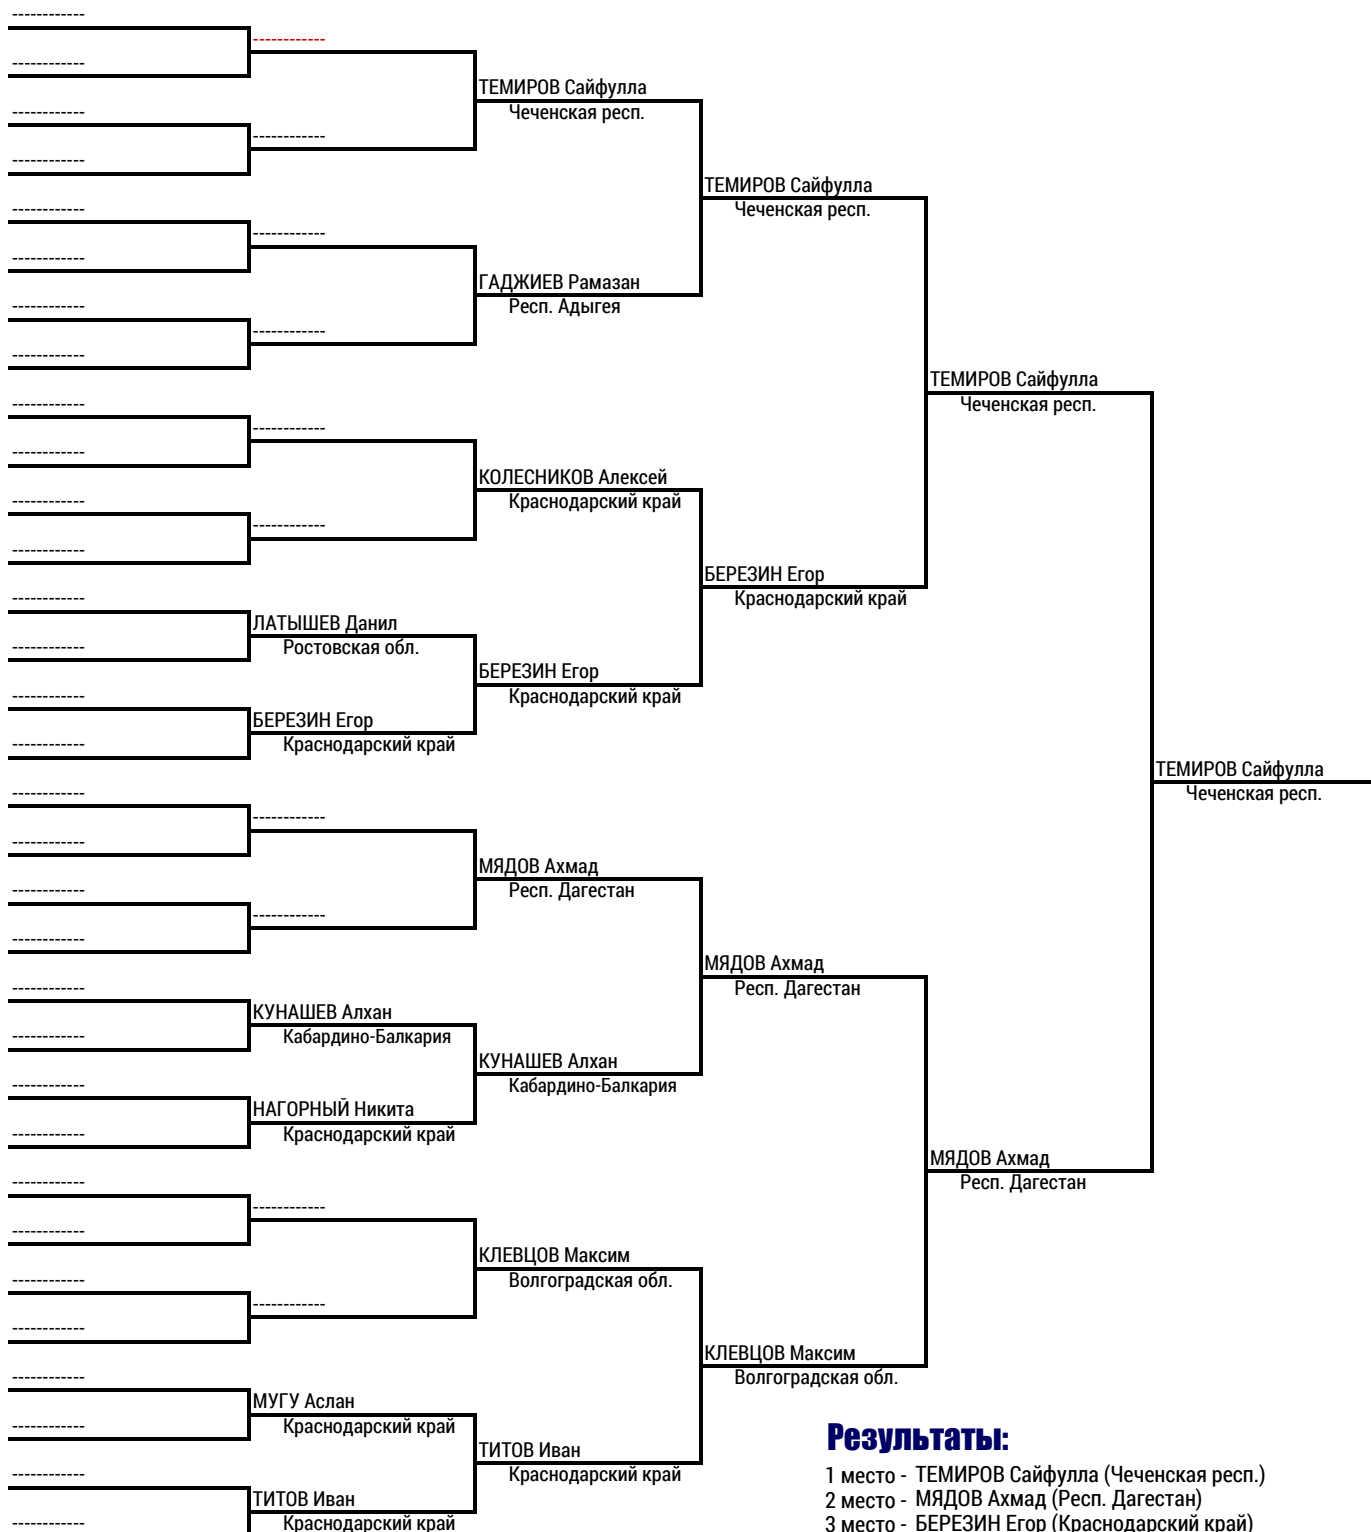 ------------
------------
------------
------------
ТЕМИРОВ Сайфулла
Чеченская респ.
------------
------------
------------
ТЕМИРОВ Сайфулла
Чеченская респ.
------------
------------
------------
ГАДЖИЕВ Рамазан
Респ. Адыгея
------------
------------
------------
ТЕМИРОВ Сайфулла
Чеченская респ.
------------
------------
------------
КОЛЕСНИКОВ Алексей
Краснодарский край
------------
------------
------------
БЕРЕЗИН Егор
Краснодарский край
------------
ЛАТЫШЕВ Данил
Ростовская обл.
------------
БЕРЕЗИН Егор
Краснодарский край
------------
БЕРЕЗИН Егор
Краснодарский край
------------
ТЕМИРОВ Сайфулла
Чеченская респ.
------------
------------
------------
МЯДОВ Ахмад
Респ. Дагестан
------------
------------
------------
МЯДОВ Ахмад
Респ. Дагестан
------------
КУНАШЕВ Алхан
Кабардино-Балкария
------------
КУНАШЕВ Алхан
Кабардино-Балкария
------------
НАГОРНЫЙ Никита
Краснодарский край
------------
МЯДОВ Ахмад
Респ. Дагестан
------------
------------
------------
КЛЕВЦОВ Максим
Волгоградская обл.
------------
------------
------------
КЛЕВЦОВ Максим
Волгоградская обл.
------------
МУГУ Аслан
Краснодарский край
------------
ТИТОВ Иван
Краснодарский край
------------
ТИТОВ Иван
Краснодарский край
------------
Результаты:
1 место - ТЕМИРОВ Сайфулла (Чеченская респ.)
2 место - МЯДОВ Ахмад (Респ. Дагестан)
3 место - БЕРЕЗИН Егор (Краснодарский край)